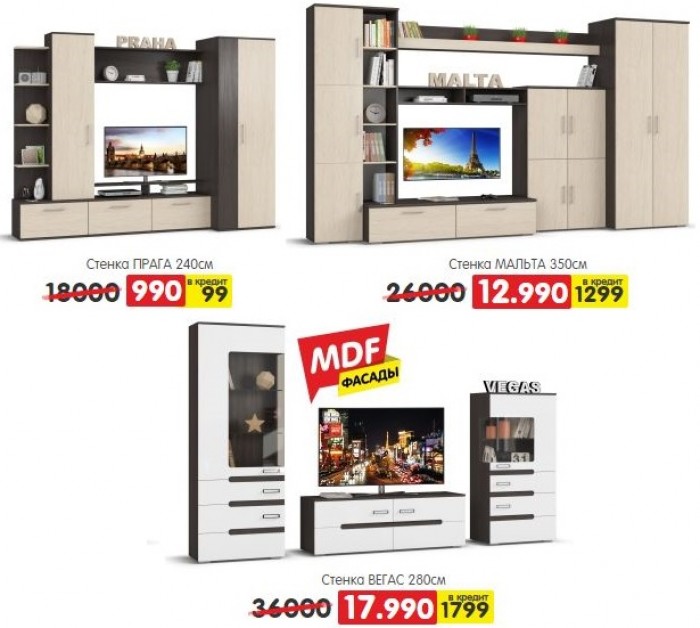 PRAHA
MALTA
Стенка ПРАГА 240см
18000 990 в кредит 99
Стенка МАЛЬТА 350см
26000 12.990 в кредит 1299
MDF
ФАСАДЫ
VEGAS
31
Стенка ВЕГАС 280см
36000 17.990 в кредит 1799